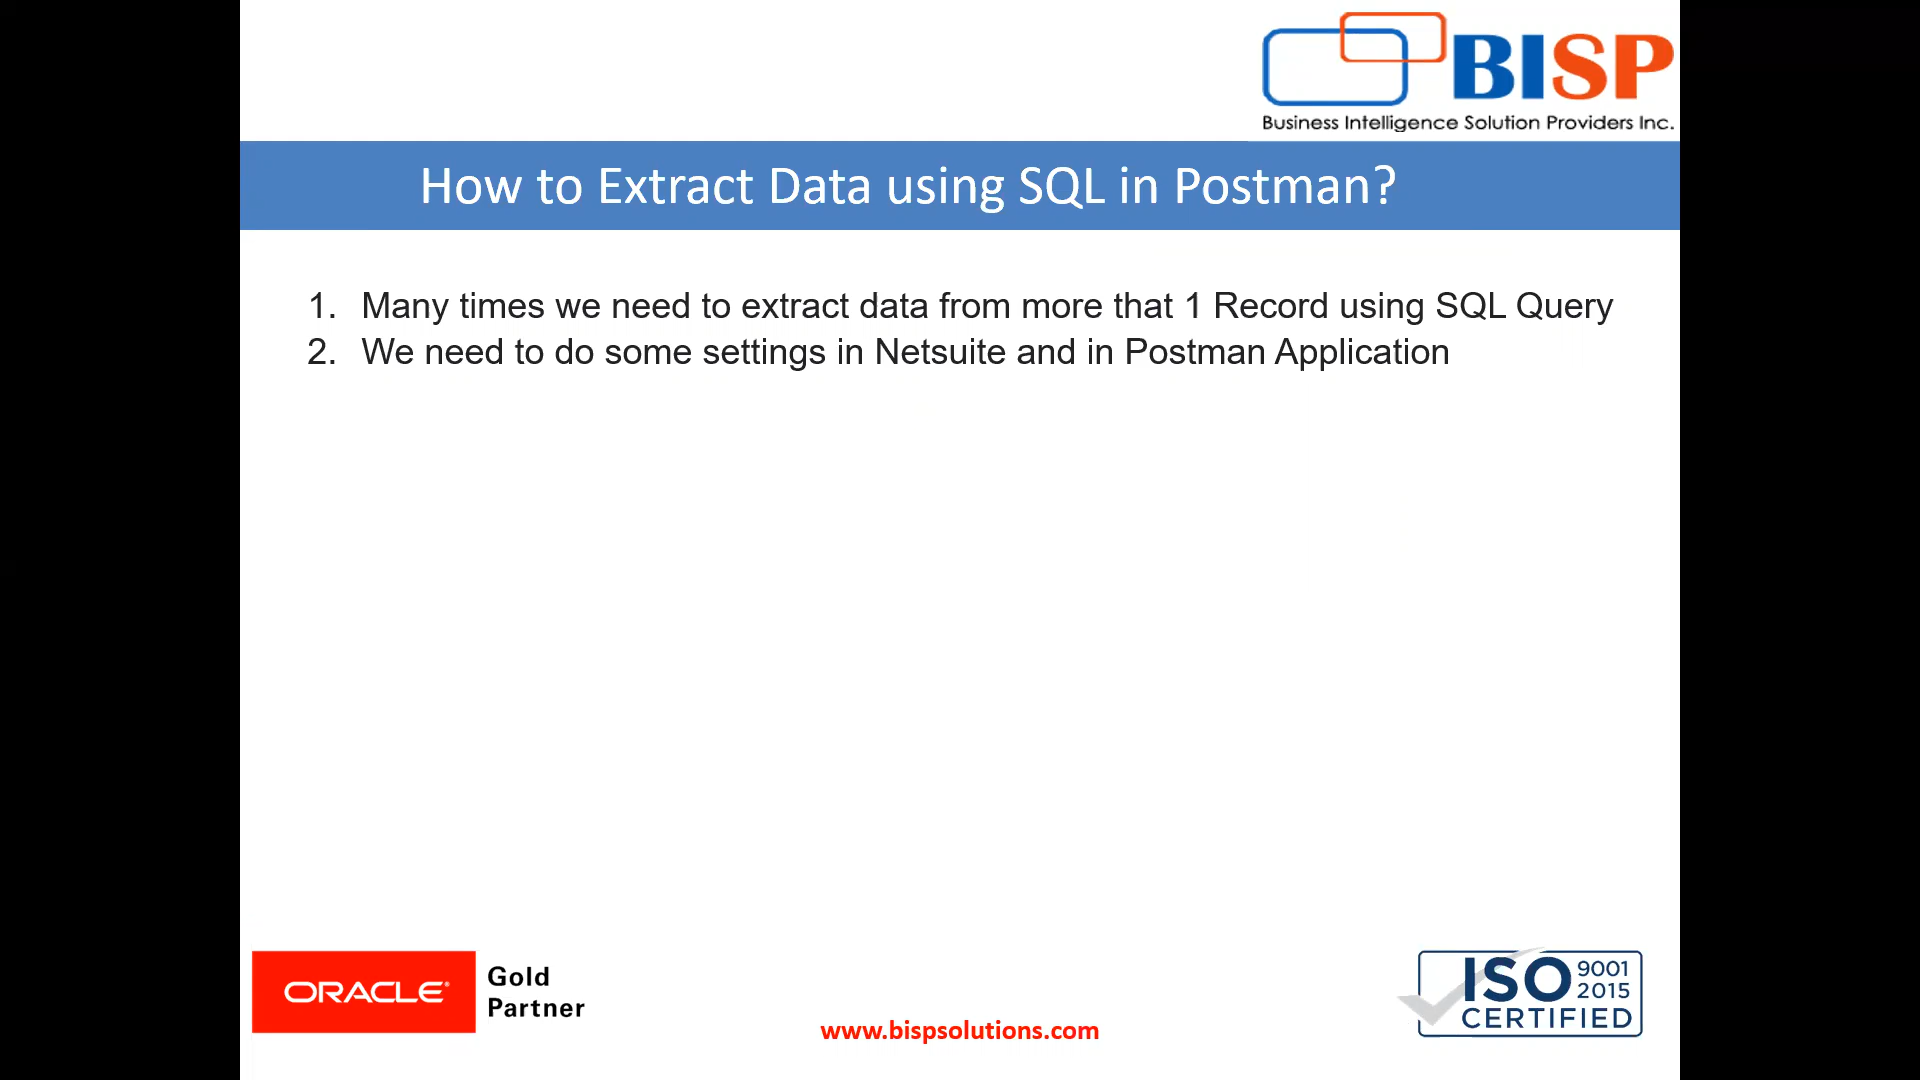 BISP
Business Intelligence Solution Providers Inc.
How to Extract Data using SQL in Postman?
1. Many times we need to extract data from more that 1 Record using SQL Query
2. We need to do some settings in Netsuite and in Postman Application
ORACLE®
Gold
Partner
www.bispsolutions.com
ISO 9001
2015
CERTIFIED